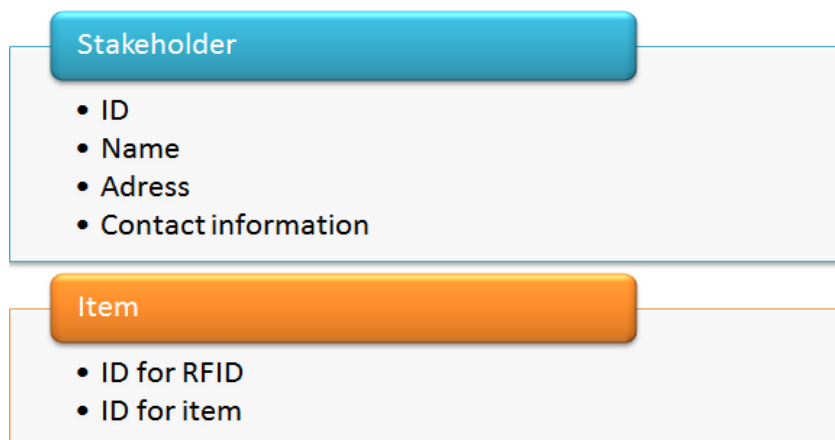 Stakeholder
• ID
• Name
• Adress
• Contact information
Item
• ID for RFID
• ID for item